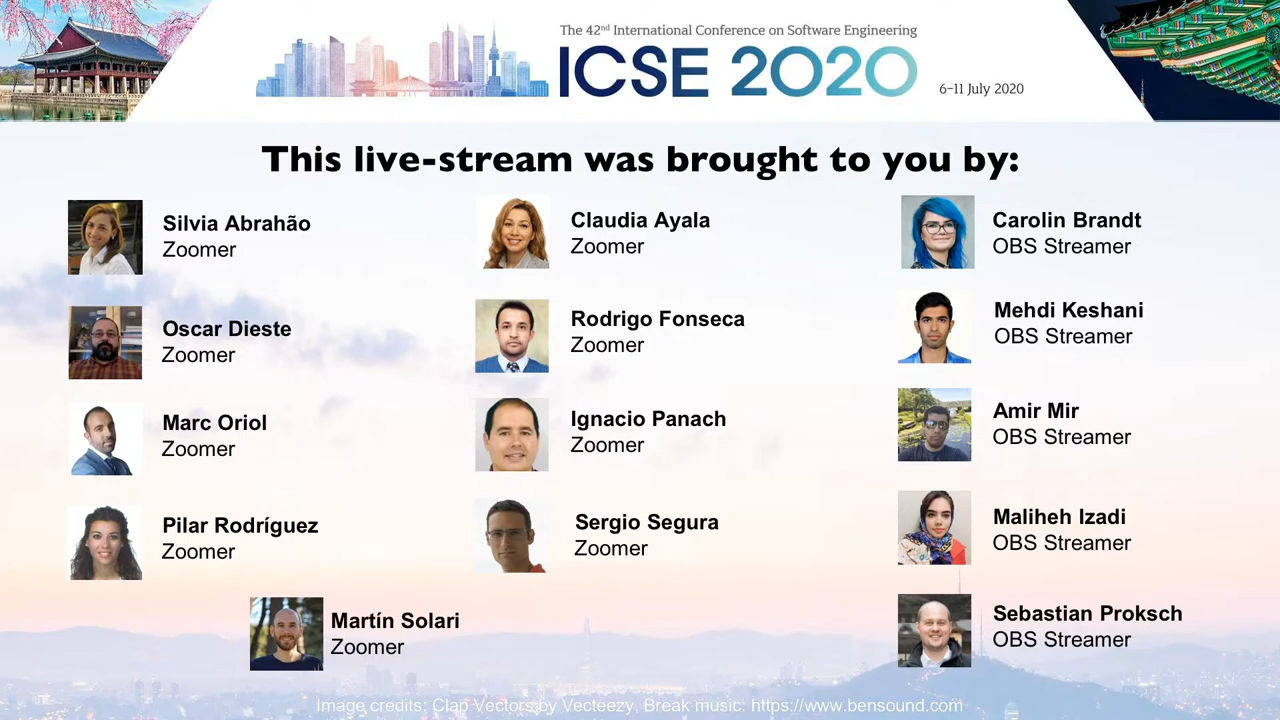 The 42nd International Conference on Software Engineering
ICSE 2020
6-11 July 2020
This live-stream was brought to you by:
Silvia Abrahão
Zoomer
Claudia Ayala
Zoomer
Carolin Brandt
OBS Streamer
Oscar Dieste
Zoomer
Rodrigo Fonseca
Zoomer
Mehdi Keshani
OBS Streamer
Marc Oriol
Zoomer
Ignacio Panach
Zoomer
Amir Mir
OBS Streamer
Pilar Rodríguez
Zoomer
Sergio Segura
Zoomer
Maliheh Izadi
OBS Streamer
Martín Solari
Zoomer
Sebastian Proksch
OBS Streamer
Image credits: Clap Vectors by Vecteezy, Break music: https://www.bensound.com